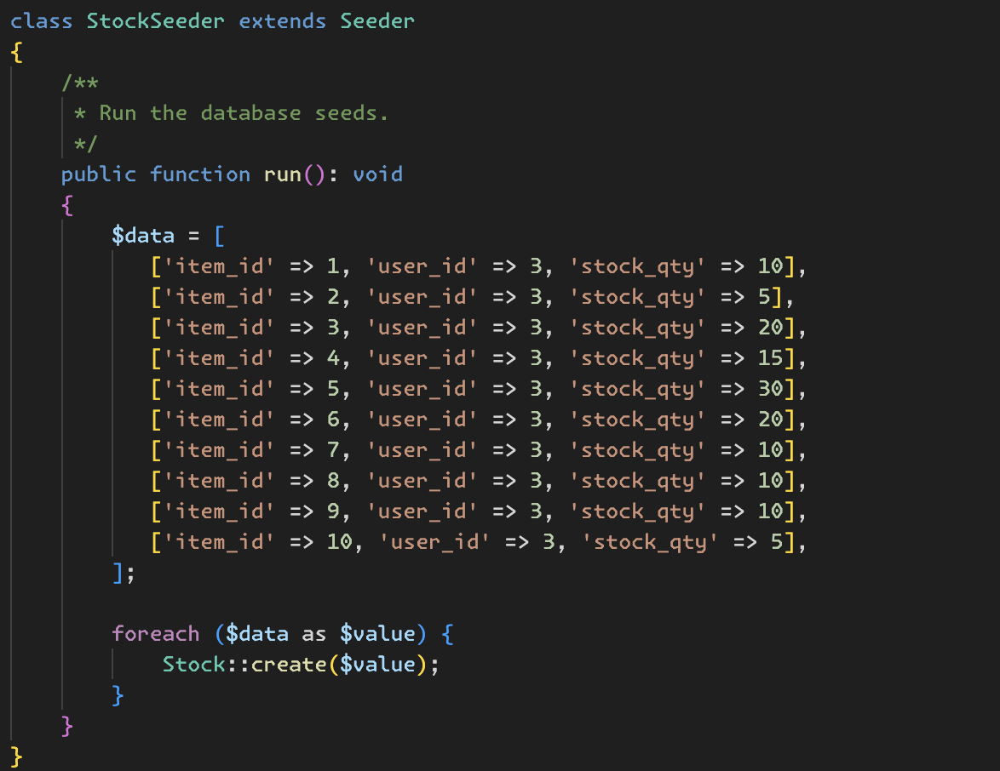 class StockSeeder extends Seeder
{
    /**
     * Run the database seeds.
     */
    public function run(): void
    {
        $data = [
           ['item_id' => 1, 'user_id' => 3, 'stock_qty' => 10],
           ['item_id' => 2, 'user_id' => 3, 'stock_qty' => 5],
           ['item_id' => 3, 'user_id' => 3, 'stock_qty' => 20],
           ['item_id' => 4, 'user_id' => 3, 'stock_qty' => 15],
           ['item_id' => 5, 'user_id' => 3, 'stock_qty' => 30],
           ['item_id' => 6, 'user_id' => 3, 'stock_qty' => 20],
           ['item_id' => 7, 'user_id' => 3, 'stock_qty' => 10],
           ['item_id' => 8, 'user_id' => 3, 'stock_qty' => 10],
           ['item_id' => 9, 'user_id' => 3, 'stock_qty' => 10],
           ['item_id' => 10, 'user_id' => 3, 'stock_qty' => 5],
        ];

        foreach ($data as $value) {
            Stock::create($value);
        }
    }
}